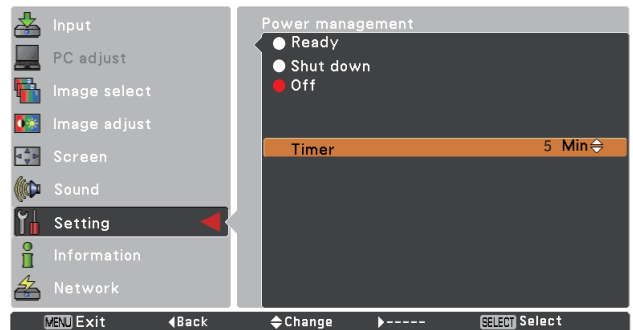 Input
PC adjust
Image select
Image adjust
Screen
Sound
Setting
Information
Network
Power management
Ready
Shut down
Off
Timer 5 Min
MENU Exit Back Change ----- SELECT Select